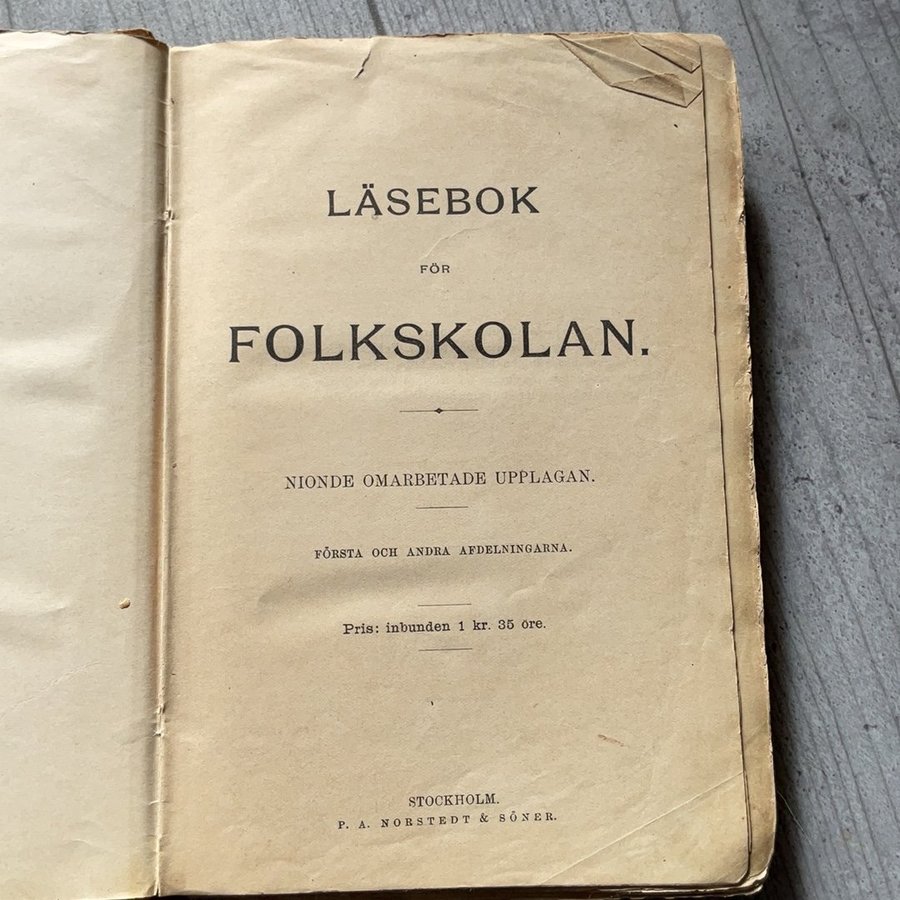 LÄSEBOK
FÖR
FOLKSKOLAN.
NIONDE OMARBETADE UPPLAGAN.
FÖRSTA OCH ANDRA AFDELNINGARNA.
Pris: inbunden 1 kr. 35 öre.
STOCKHOLM.
P. A. NORSTEDT & SÖNER.